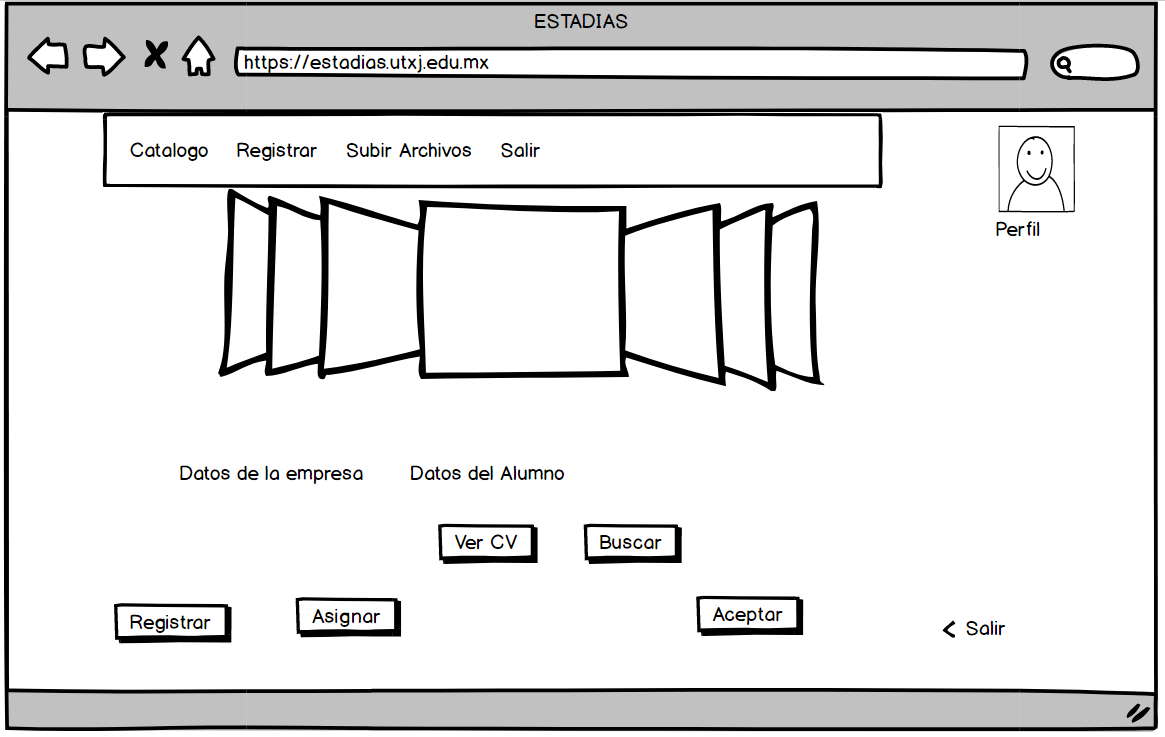 ESTADIAS
https://estadias.utxj.edu.mx
Catalogo Registrar Subir Archivos Salir
Perfil
Datos de la empresa Datos del Alumno
Ver CV Buscar
Registrar Asignar Aceptar < Salir